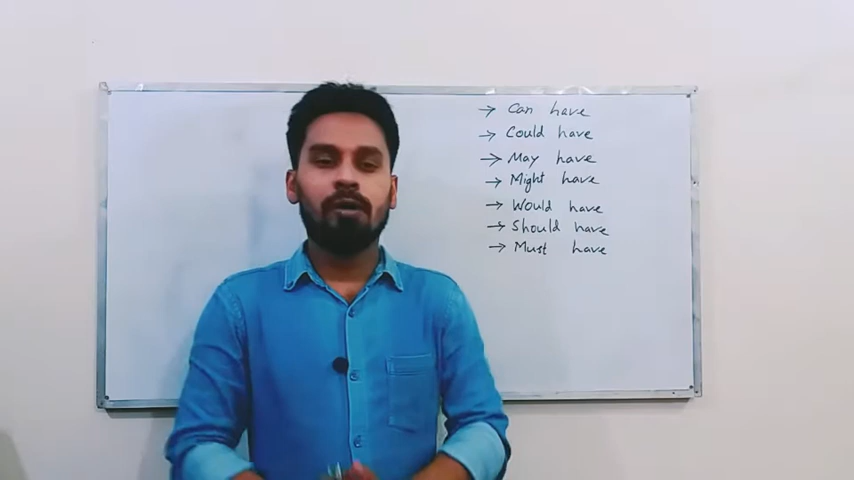 → Can have
→ Could have
→ May have
→ Might have
→ Would have
→ Should have
→ Must have